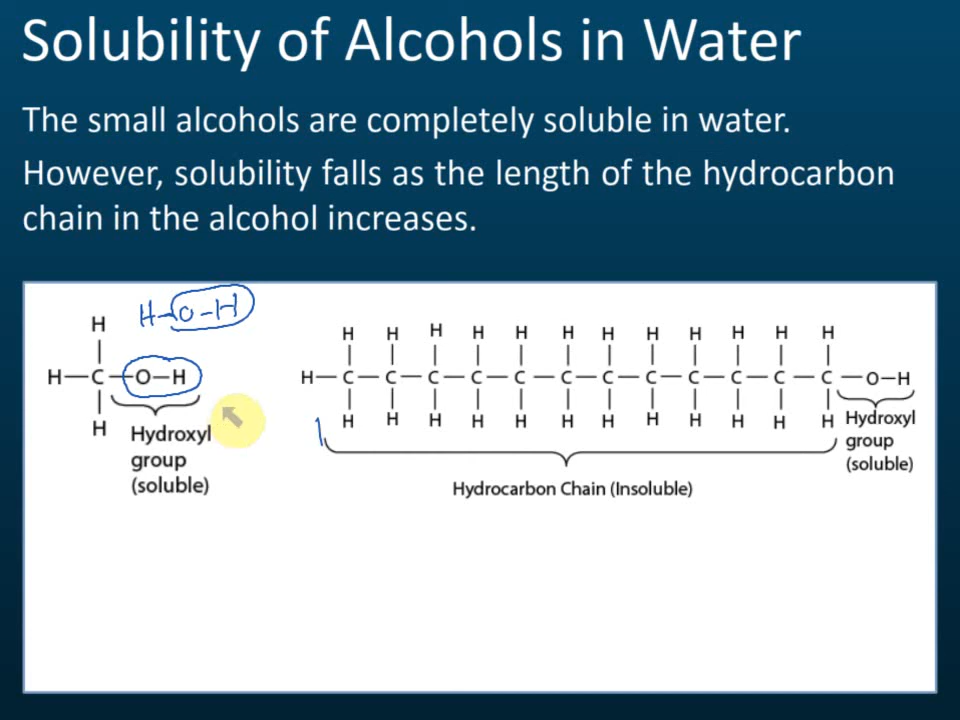 Solubility of Alcohols in Water
The small alcohols are completely soluble in water.
However, solubility falls as the length of the hydrocarbon
chain in the alcohol increases.
H-O-H
H
H—C—O—H
H
Hydroxyl
group
(soluble)
H H H H H H H H H H H H
H—C—C—C—C—C—C—C—C—C—C—C—C—O—H
H H H H H H H H H H H H
Hydroxyl
group
(soluble)
Hydrocarbon Chain (Insoluble)